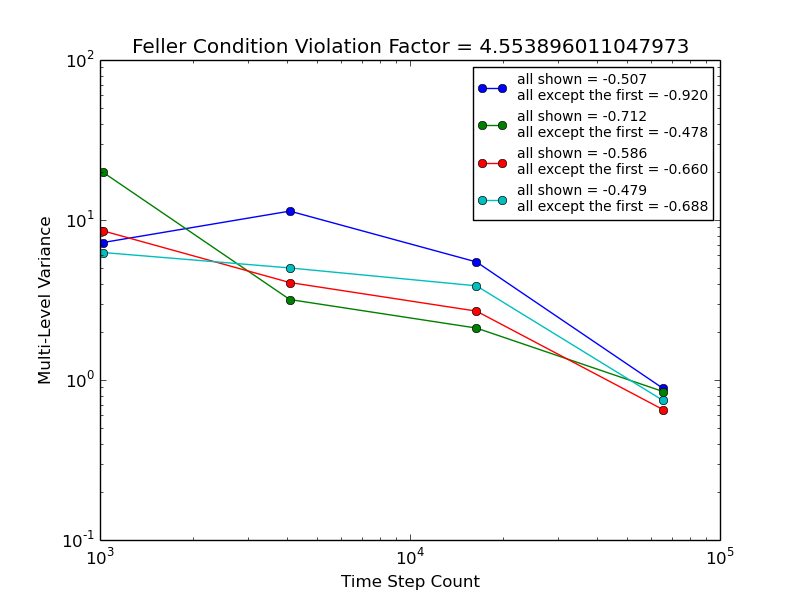 Feller Condition Violation Factor = 4.553896011047973
all shown = -0.507
all except the first = -0.920
all shown = -0.712
all except the first = -0.478
all shown = -0.586
all except the first = -0.660
all shown = -0.479
all except the first = -0.688
Multi-Level Variance
10^2
10^1
10^0
10^-1
10^3
10^4
10^5
Time Step Count